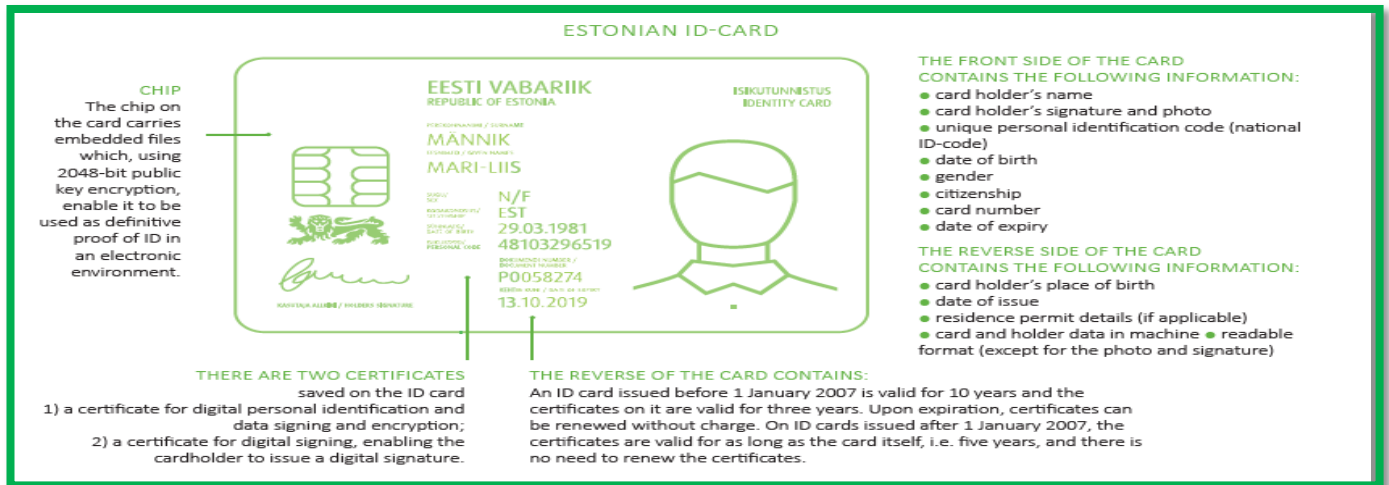 ESTONIAN ID-CARD
CHIP
The chip on
the card carries
embedded files
which, using
2048-bit public
key encryption,
enable it to be
used as definitive
proof of ID in
an electronic
environment.
EESTI VABARIIK
REPUBLIC OF ESTONIA
ISIKUTUNNISTUS
IDENTITY CARD
MÄNNIK
MARI-LIIS
N/F
EST
29.03.1981
PERSONAL CODE
48103296519
DOCUMENT NUMBER
P0058274
13.10.2019
THE FRONT SIDE OF THE CARD
CONTAINS THE FOLLOWING INFORMATION:
● card holder’s name
● card holder’s signature and photo
● unique personal identification code (national
ID-code)
● date of birth
● gender
● citizenship
● card number
● date of expiry
THE REVERSE SIDE OF THE CARD
CONTAINS THE FOLLOWING INFORMATION:
● card holder’s place of birth
● date of issue
● residence permit details (if applicable)
● card and holder data in machine ● readable
format (except for the photo and signature)
THERE ARE TWO CERTIFICATES
saved on the ID card
1) a certificate for digital personal identification and
data signing and encryption;
2) a certificate for digital signing, enabling the
cardholder to issue a digital signature.
THE REVERSE OF THE CARD CONTAINS:
An ID card issued before 1 January 2007 is valid for 10 years and the
certificates on it are valid for three years. Upon expiration, certificates can
be renewed without charge. On ID cards issued after 1 January 2007, the
certificates are valid for as long as the card itself, i.e. five years, and there is
no need to renew the certificates.